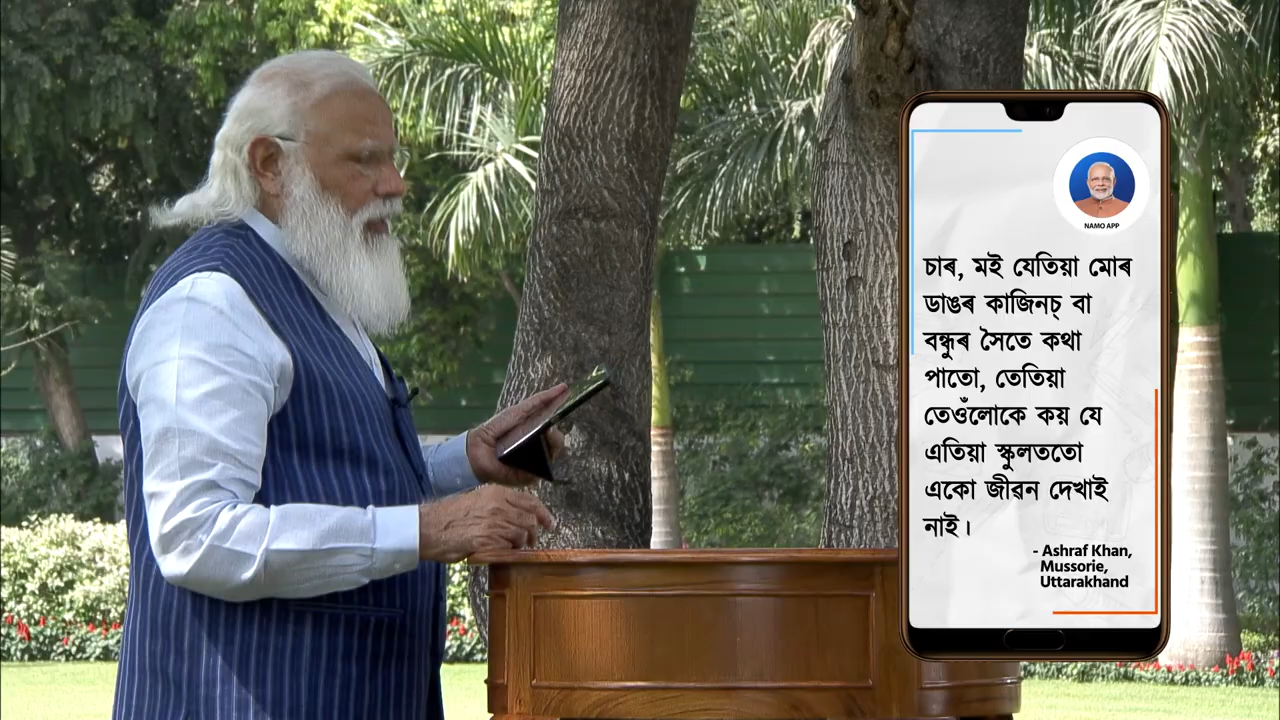 NAMO APP
চাৰ, মই যেতিয়া মোৰ
ডাঙৰ কাজিনচ্ বা
বন্ধুৰ সৈতে কথা
পাতো, তেতিয়া
তেওঁলোকে কয় যে
এতিয়া স্কুলততো
একো জীৱন দেখাই
নাই।
- Ashraf Khan,
Mussorie,
Uttarakhand